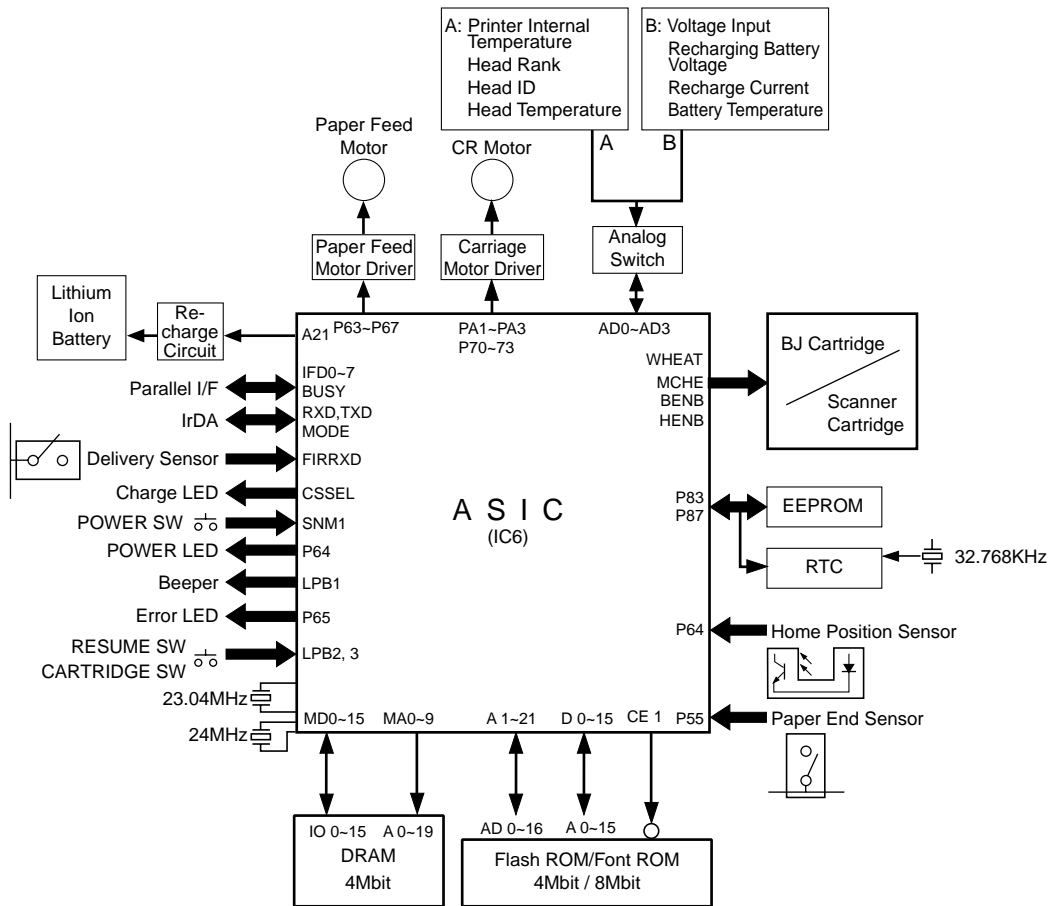 A: Printer Internal
Temperature
Head Rank
Head ID
Head Temperature
B: Voltage Input
Recharging Battery
Voltage
Recharge Current
Battery Temperature
A
B
Paper Feed
Motor
CR Motor
Paper Feed
Motor Driver
Carriage
Motor Driver
Analog
Switch
Lithium
Ion
Battery
Re-
charge
Circuit
A21
P63~P67
PA1~PA3
P70~73
AD0~AD3
Parallel I/F
IFD0~7
BUSY
IrDA
RXD,TXD
MODE
Delivery Sensor
FIRRXD
Charge LED
CSSEL
POWER SW
SNM1
POWER LED
P64
Beeper
LPB1
Error LED
P65
RESUME SW
CARTRIDGE SW
LPB2, 3
23.04MHz
24MHz
ASIC
(IC6)
WHEAT
MCHE
BENB
HENB
BJ Cartridge
Scanner
Cartridge
P83
P87
EEPROM
RTC
32.768KHz
P64
Home Position Sensor
P55
Paper End Sensor
MD0~15
MA0~9
A 1~21
D 0~15
CE 1
IO 0~15
A 0~19
DRAM
4Mbit
AD 0~16
A 0~15
Flash ROM/Font ROM
4Mbit / 8Mbit